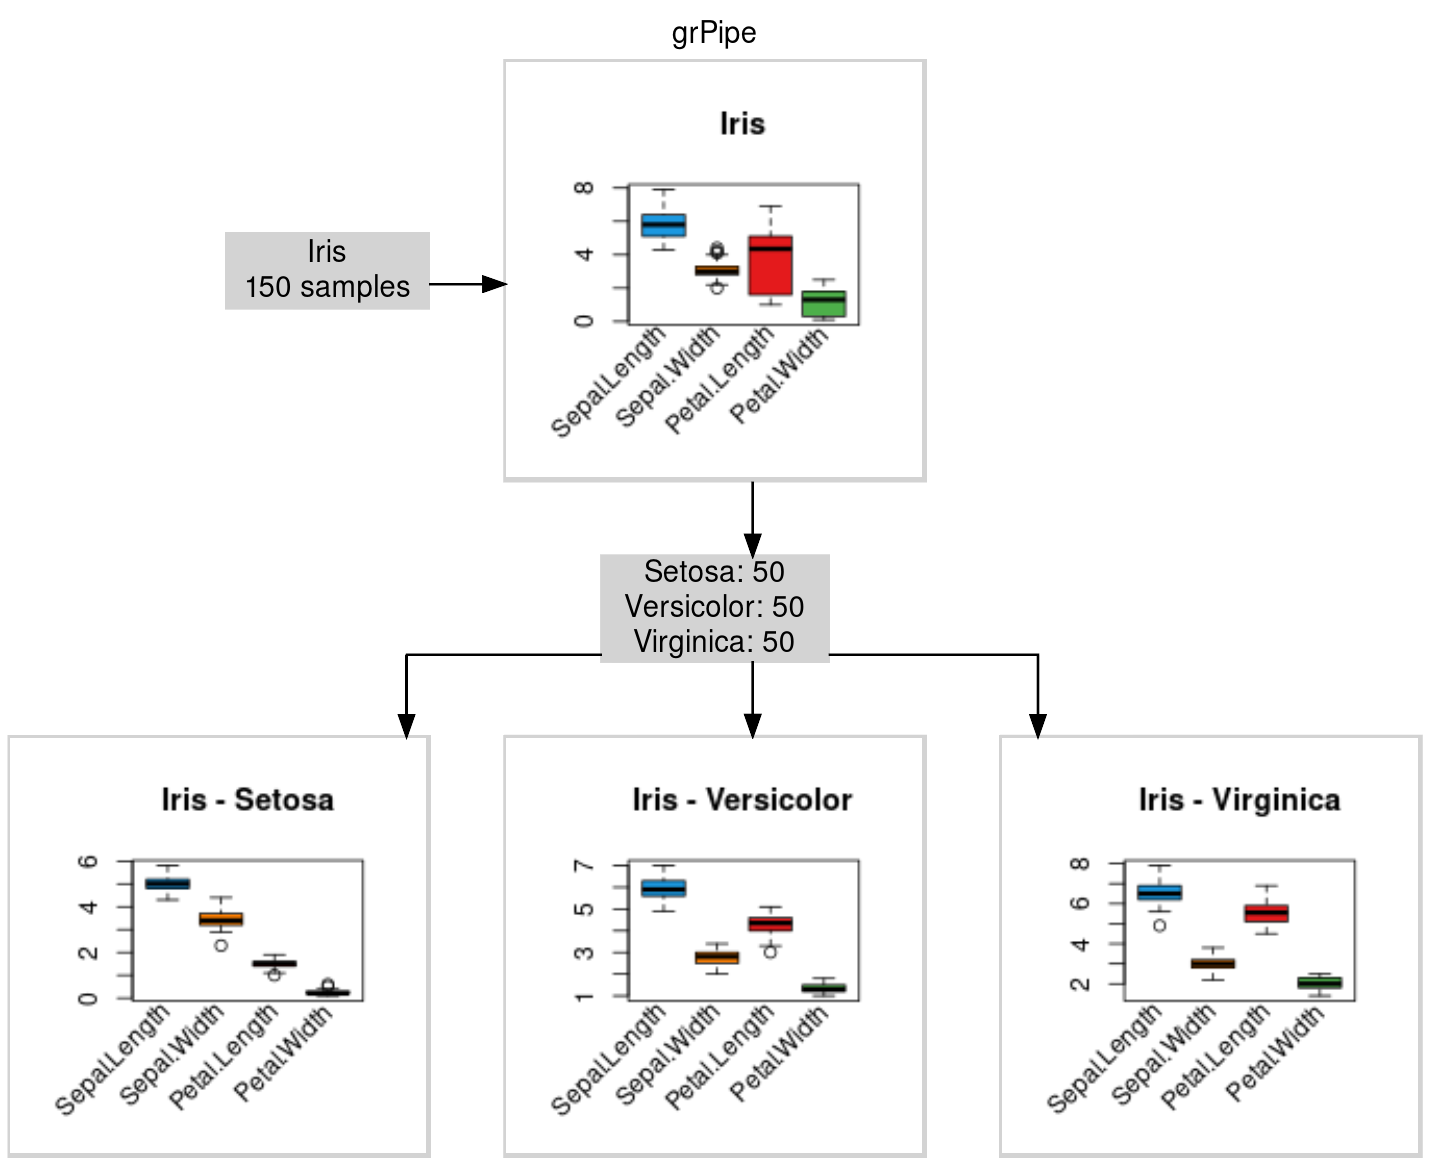 grPipe
Iris
8
4
0
Sepal.Length
Sepal.Width
Petal.Length
Petal.Width
Iris
150 samples
Setosa: 50
Versicolor: 50
Virginica: 50
Iris - Setosa
6
4
2
0
Sepal.Length
Sepal.Width
Petal.Length
Petal.Width
Iris - Versicolor
7
5
3
1
Sepal.Length
Sepal.Width
Petal.Length
Petal.Width
Iris - Virginica
8
6
4
2
Sepal.Length
Sepal.Width
Petal.Length
Petal.Width